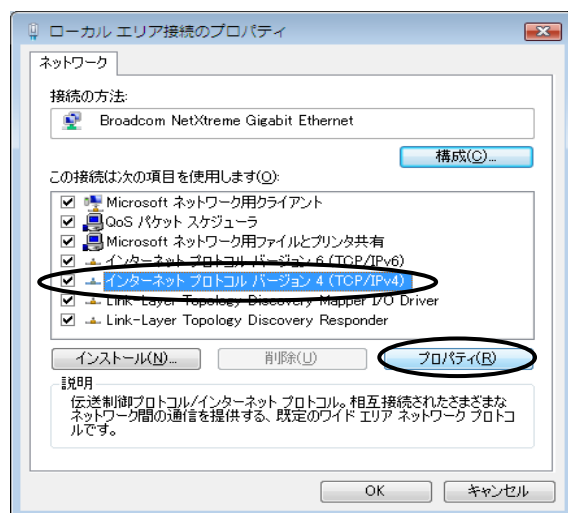 ローカル エリア接続のプロパティ
ネットワーク
接続の方法:
Broadcom NetXtreme Gigabit Ethernet
構成(C)...
この接続は次の項目を使用します(O):
Microsoft ネットワーク用クライアント
QoS パケット スケジューラ
Microsoft ネットワーク用ファイルとプリンタ共有
インターネット プロトコル バージョン 6 (TCP/IPv6)
インターネット プロトコル バージョン 4 (TCP/IPv4)
Link-Layer Topology Discovery Mapper I/O Driver
Link-Layer Topology Discovery Responder
インストール(N)... 削除(U) プロパティ(R)
説明
伝送制御プロトコル/インターネット プロトコル。相互接続されたさまざまな
ネットワーク間の通信を提供する、既定のワイド エリア ネットワーク プロトコ
ルです。
OK キャンセル